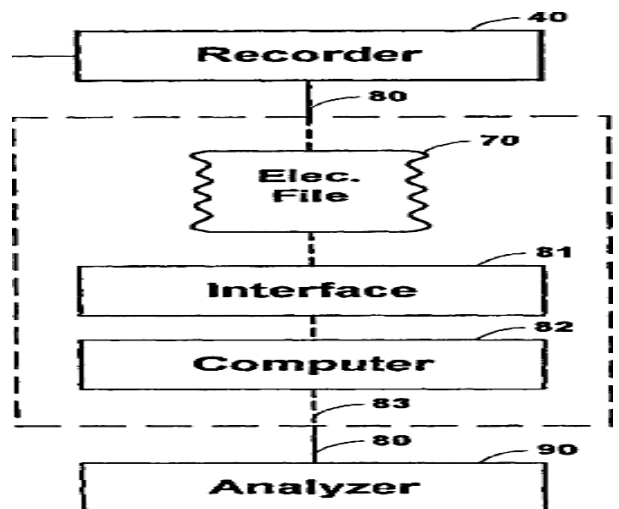 40
Recorder
80
70
Elec.
File
81
Interface
82
Computer
83
80
90
Analyzer